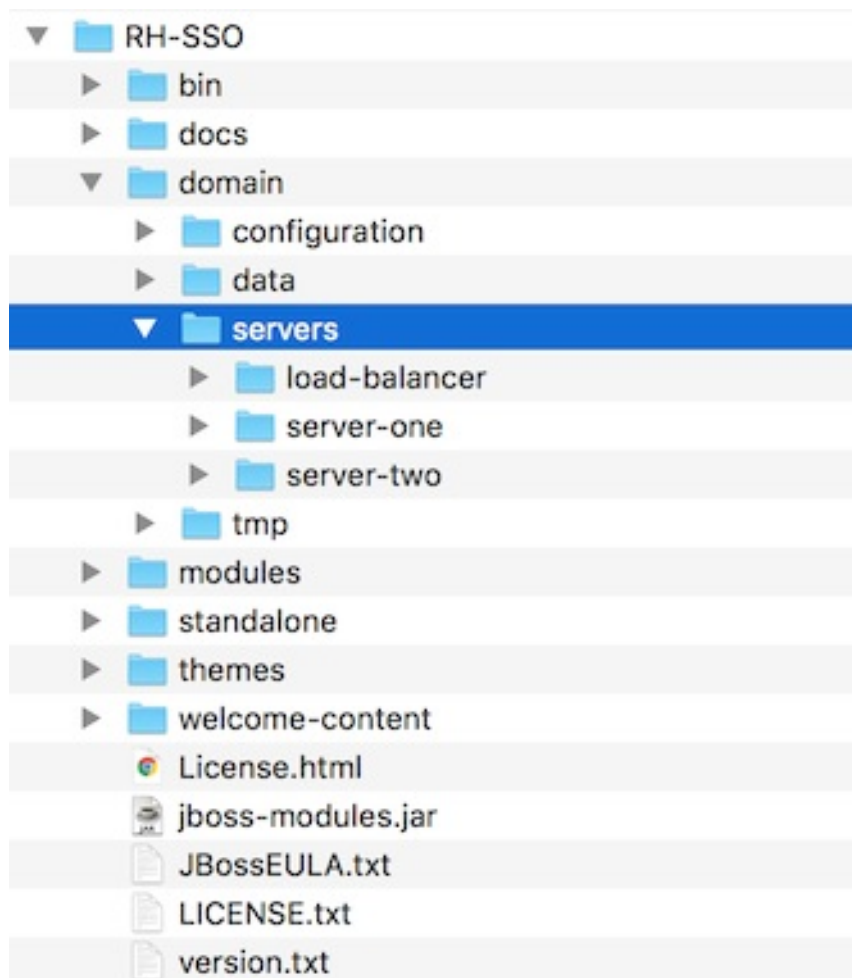 RH-SSO
bin
docs
domain
configuration
data
servers
load-balancer
server-one
server-two
tmp
modules
standalone
themes
welcome-content
License.html
jboss-modules.jar
JBossEULA.txt
LICENSE.txt
version.txt